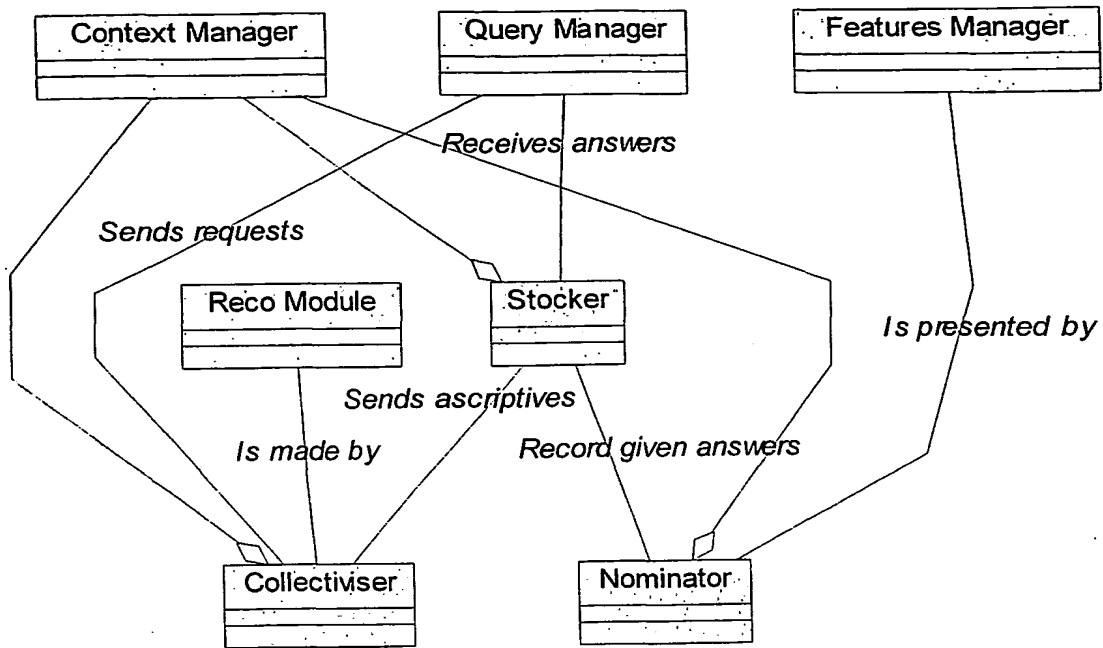 Context Manager
Query Manager
Features Manager
Receives answers
Sends requests
Reco Module
Stocker
Is presented by
Sends ascriptives
Is made by
Record given answers
Collectiviser
Nominator